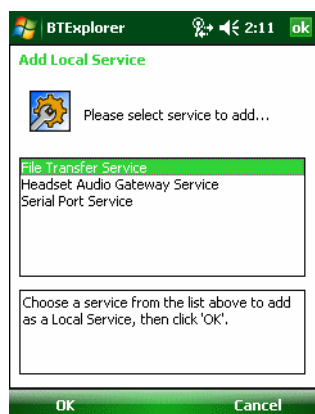 BTExplorer 2:11 ok
Add Local Service
Please select service to add...
File Transfer Service
Headset Audio Gateway Service
Serial Port Service
Choose a service from the list above to add
as a Local Service, then click 'OK'.
OK Cancel